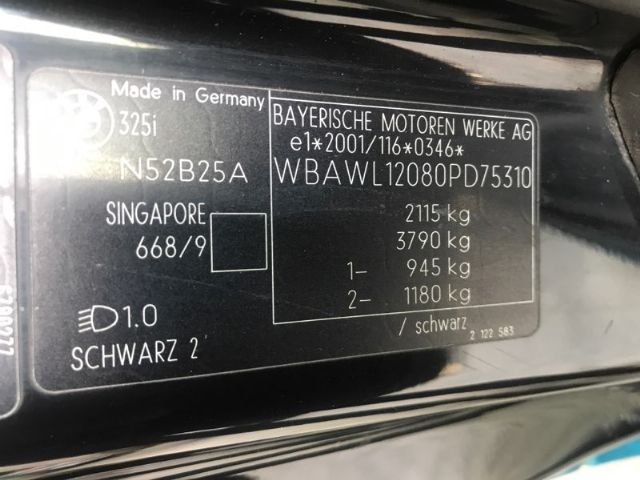 Made in Germany
325i
N52B25A
SINGAPORE
668/9
1.0
SCHWARZ 2
BAYERISCHE MOTOREN WERKE AG
e1*2001/116*0346*
WBAWL12080PD75310
2115 kg
3790 kg
1- 945 kg
2- 1180 kg
/ schwarz
2 122 583